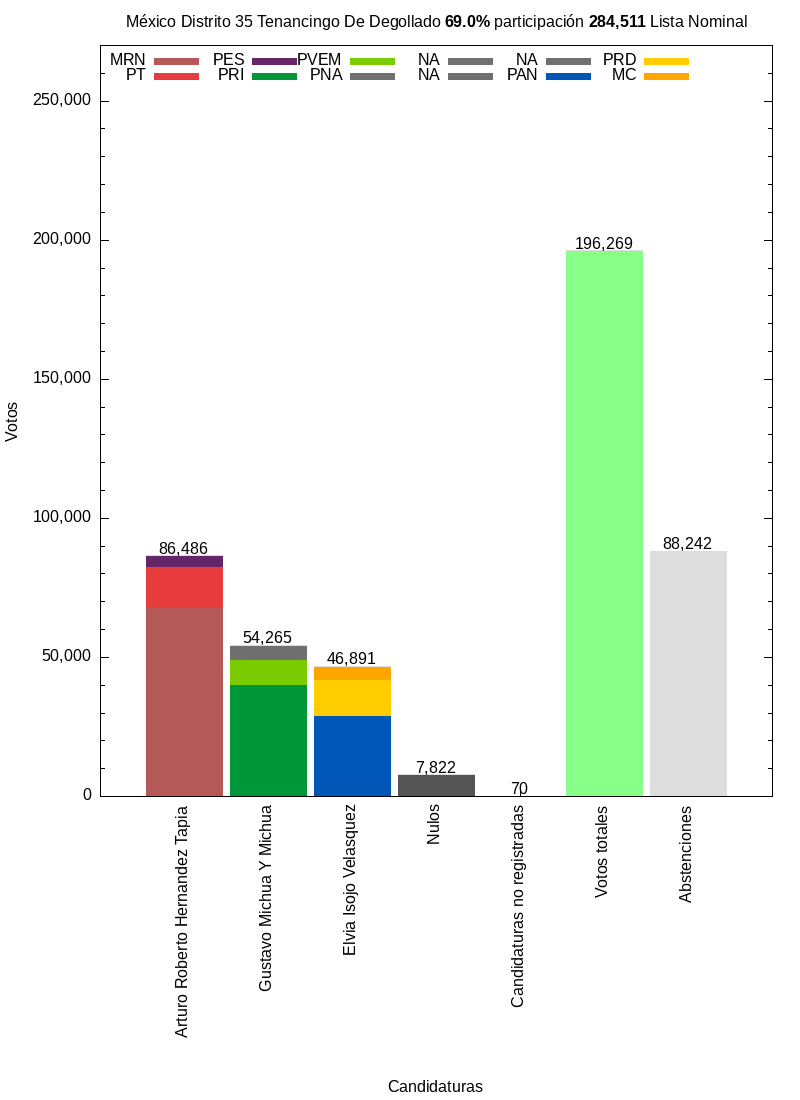 México Distrito 35 Tenancingo De Degollado 69.0% participación 284,511 Lista Nominal
MRN PES PVEM NA NA PRD
PT PRI PNA NA PAN MC
250,000
200,000
150,000
100,000
50,000
0
Votos
86,486
54,265
46,891
7,822
70
196,269
88,242
Arturo Roberto Hernandez Tapia
Gustavo Michua Y Michua
Elvia Isojo Velasquez
Nulos
Candidaturas no registradas
Votos totales
Abstenciones
Candidaturas